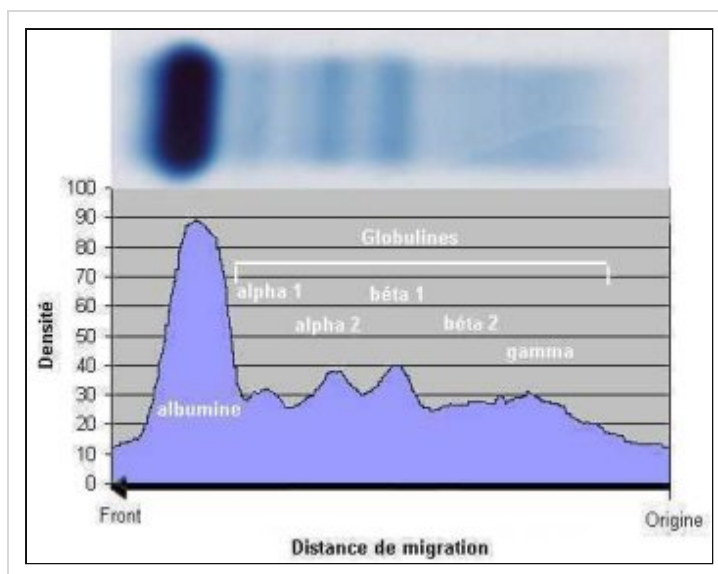 100
90
80
70
60
50
40
30
20
10
0
Densité
Globulines
alpha 1
béta 1
alpha 2
béta 2
gamma
albumine
Front
Origine
Distance de migration